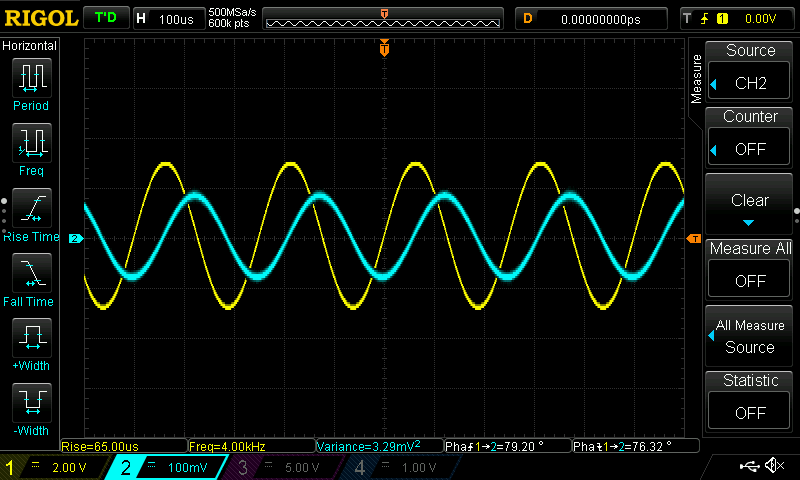 RIGOL T'D H 100us 500MSa/s 600k pts T D 0.00000000ps T 1 0.00V
Horizontal
Period
Freq
Rise Time
Fall Time
+Width
-Width
T
2
T
Measure
Source
CH2
Counter
OFF
Clear
Measure All
OFF
All Measure
Source
Statistic
OFF
Rise=65.00us Freq=4.00kHz Variance=3.29mV² Pha1→2=79.20 ° Pha1→2=76.32 °
1 2.00 V 2 100mV 3 5.00 V 4 1.00 V